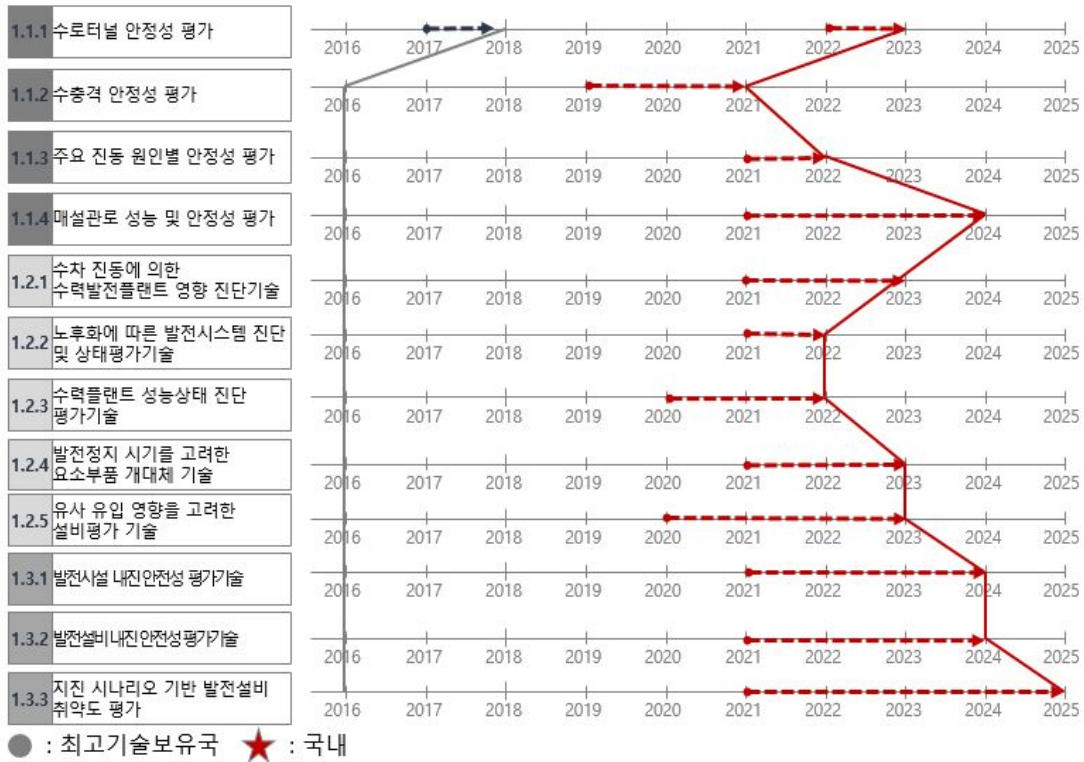 1.1.1 수로터널 안정성 평가
2016 2017 2018 2019 2020 2021 2022 2023 2024 2025
1.1.2 수충격 안정성 평가
2016 2017 2018 2019 2020 2021 2022 2023 2024 2025
1.1.3 주요 진동 원인별 안정성 평가
2016 2017 2018 2019 2020 2021 2022 2023 2024 2025
1.1.4 매설관로 성능 및 안정성 평가
2016 2017 2018 2019 2020 2021 2022 2023 2024 2025
1.2.1 수차 진동에 의한
수력발전플랜트 영향 진단기술
2016 2017 2018 2019 2020 2021 2022 2023 2024 2025
1.2.2 노후화에 따른 발전시스템 진단
및 상태평가기술
2016 2017 2018 2019 2020 2021 2022 2023 2024 2025
1.2.3 수력플랜트 성능상태 진단
평가기술
2016 2017 2018 2019 2020 2021 2022 2023 2024 2025
1.2.4 발전정지 시기를 고려한
요소부품 개대체 기술
2016 2017 2018 2019 2020 2021 2022 2023 2024 2025
1.2.5 유사 유입 영향을 고려한
설비평가 기술
2016 2017 2018 2019 2020 2021 2022 2023 2024 2025
1.3.1 발전시설 내진안전성 평가기술
2016 2017 2018 2019 2020 2021 2022 2023 2024 2025
1.3.2 발전설비 내진안전성 평가기술
2016 2017 2018 2019 2020 2021 2022 2023 2024 2025
1.3.3 지진 시나리오 기반 발전설비
취약도 평가
2016 2017 2018 2019 2020 2021 2022 2023 2024 2025
: 최고기술보유국 : 국내